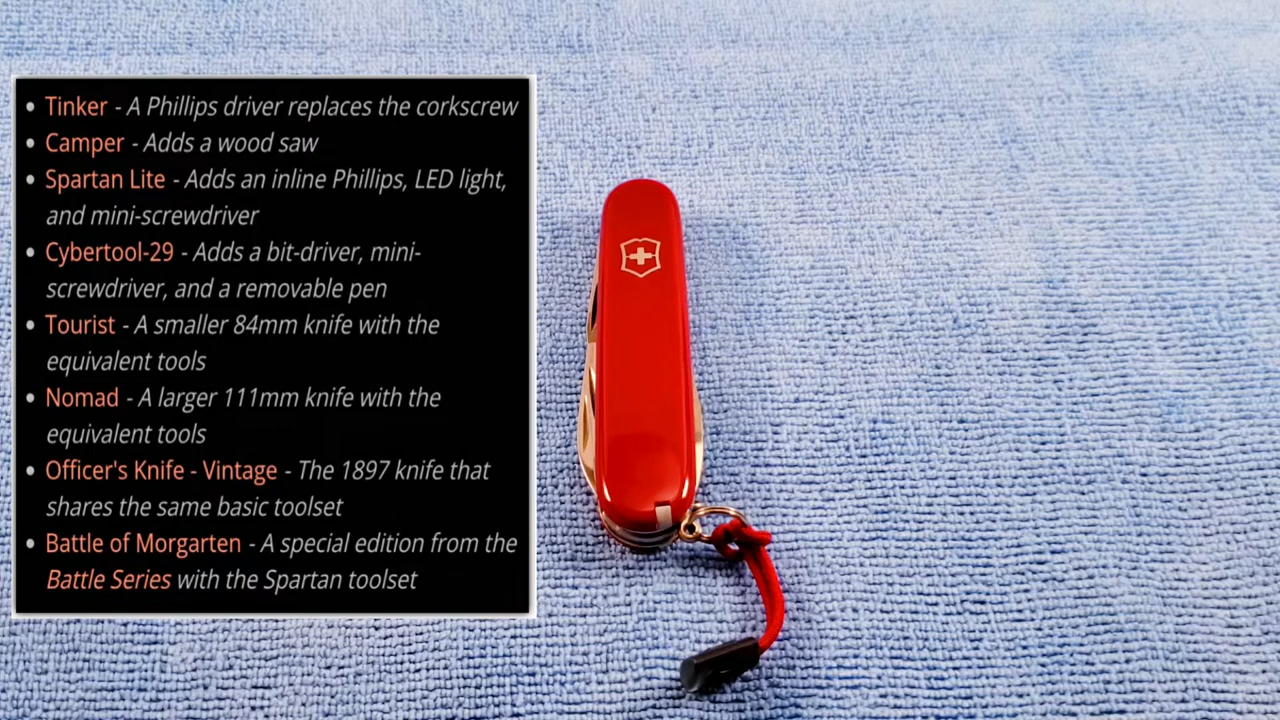 • Tinker - A Phillips driver replaces the corkscrew
• Camper - Adds a wood saw
• Spartan Lite - Adds an inline Phillips, LED light,
and mini-screwdriver
• Cybertool-29 - Adds a bit-driver, mini-
screwdriver, and a removable pen
• Tourist - A smaller 84mm knife with the
equivalent tools
• Nomad - A larger 111mm knife with the
equivalent tools
• Officer's Knife - Vintage - The 1897 knife that
shares the same basic toolset
• Battle of Morgarten - A special edition from the
Battle Series with the Spartan toolset